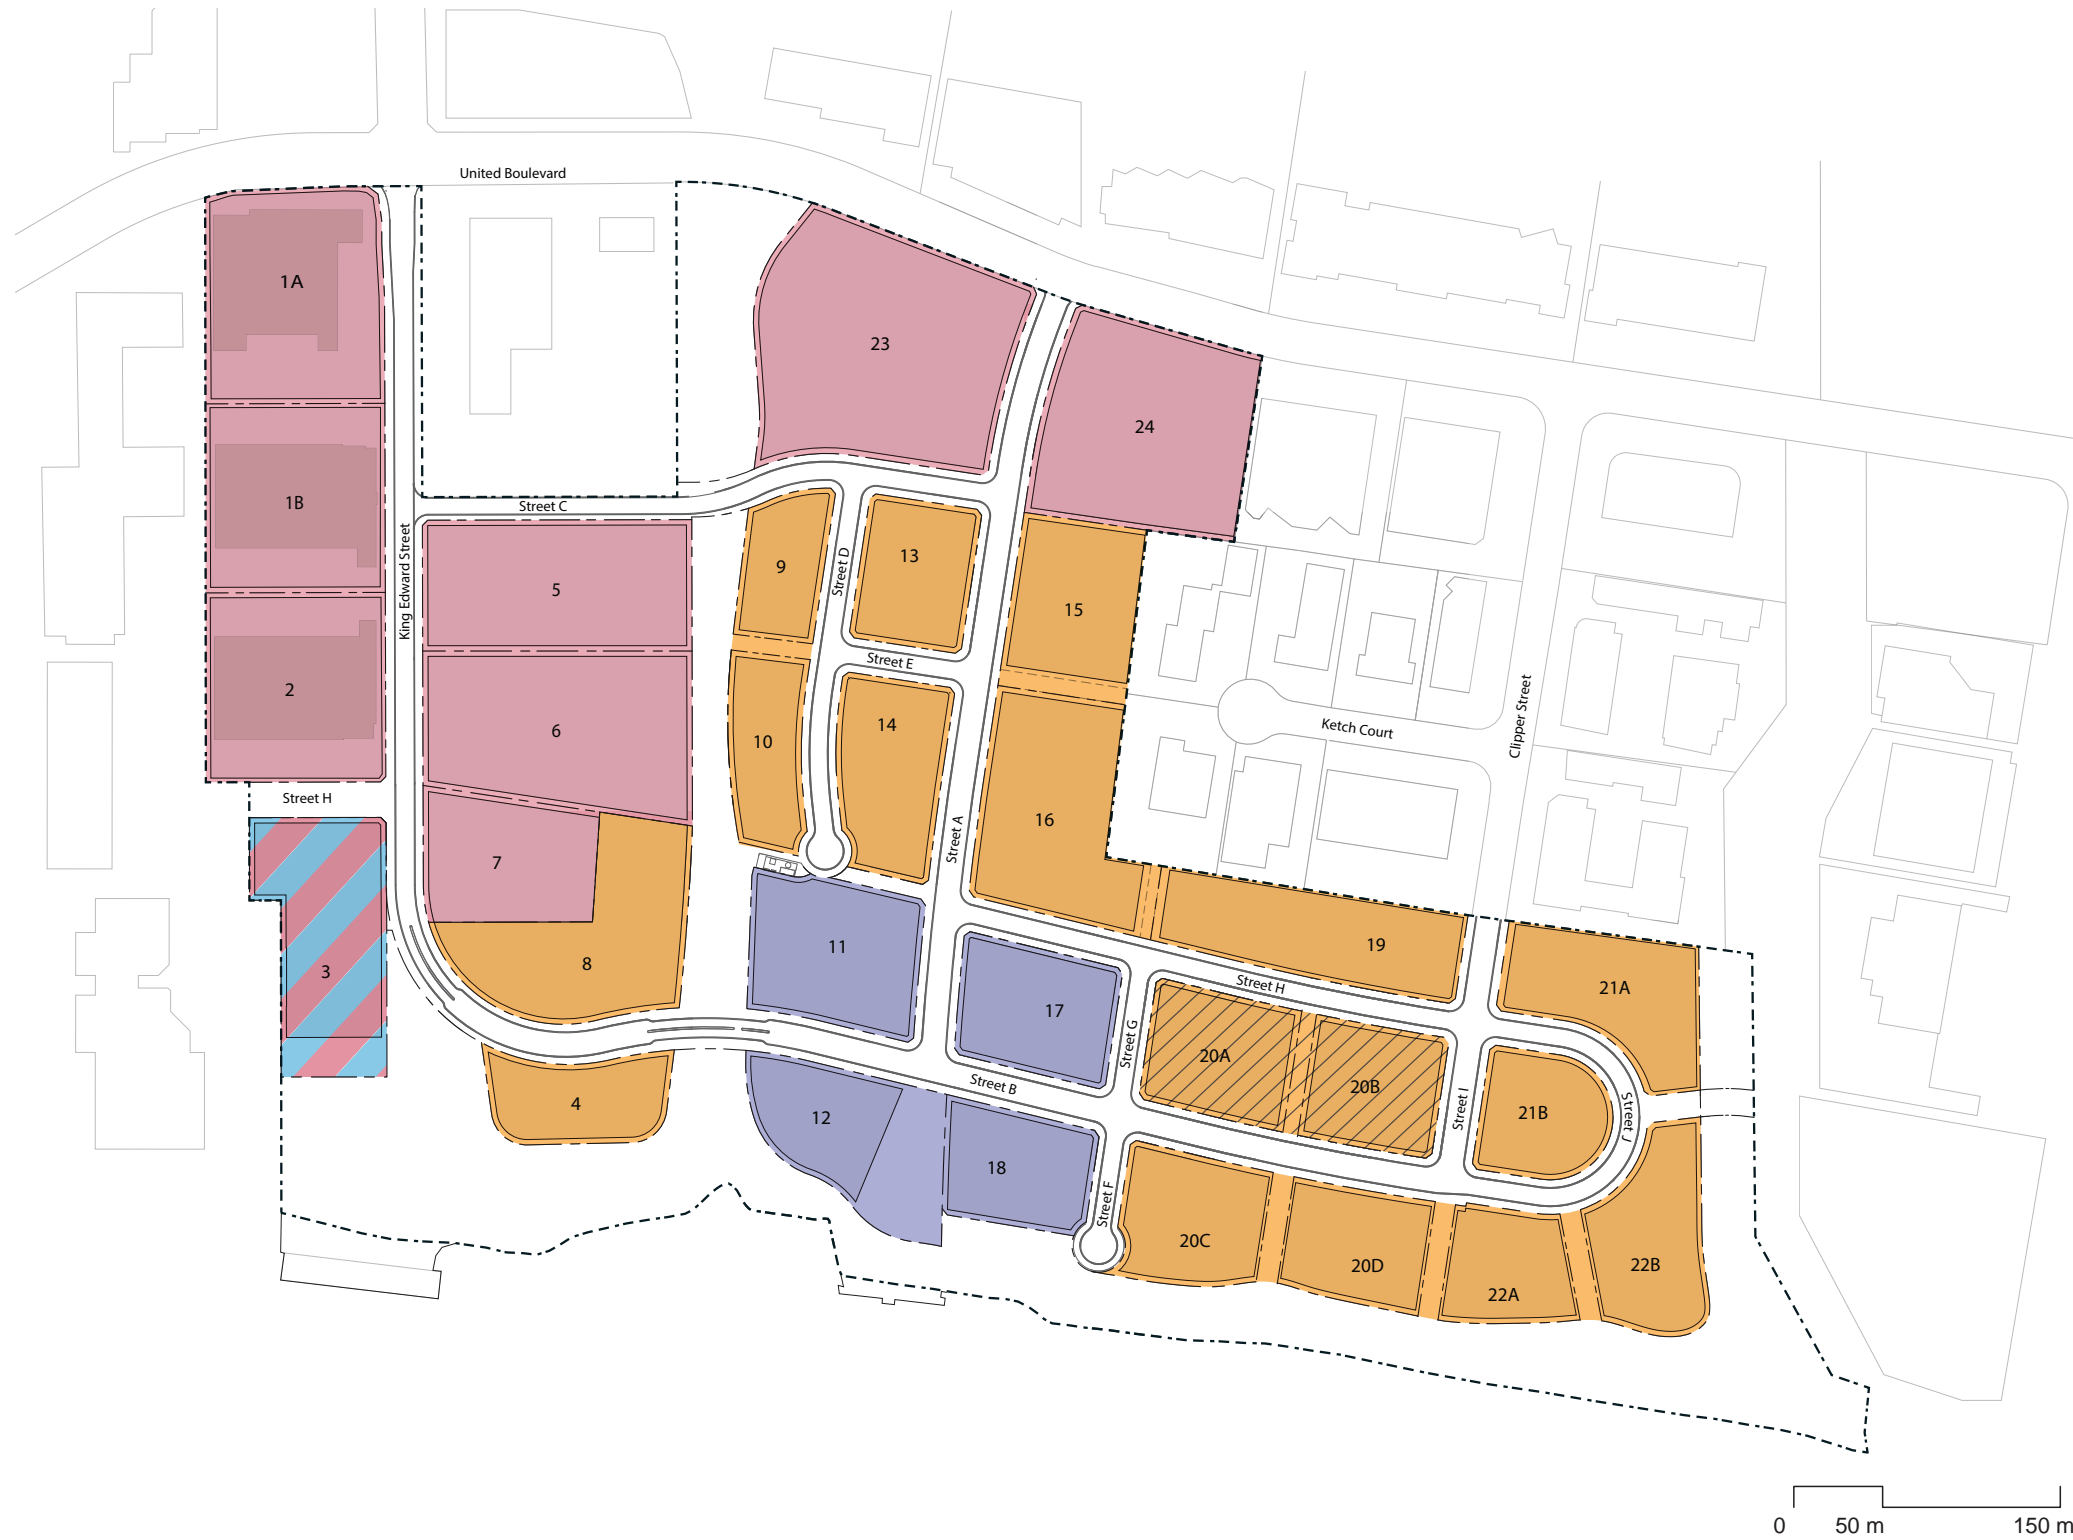 United Boulevard
1A
23
24
1B
Street C
King Edward Street
5
9
Street D
13
15
2
6
10
Street E
14
Ketch Court
Clipper Street
Street H
7
Street A
16
3
8
11
17
19
Street H
21A
4
12
Street B
Street G
20A
20B
Street I
21B
Street J
18
Street F
20C
20D
22A
22B
0 50 m 150 m